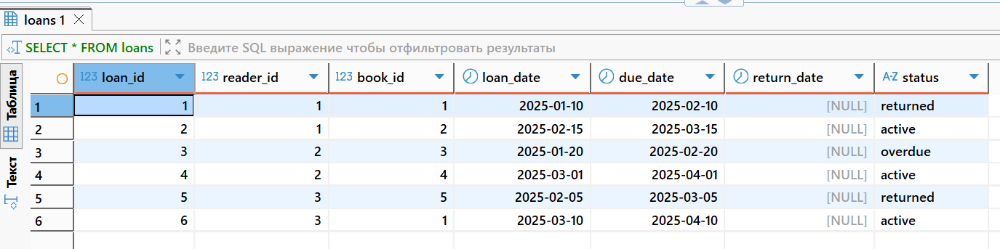 loans 1
SELECT * FROM loans Введите SQL выражение чтобы отфильтровать результаты
Таблица
Текст
123 loan_id 123 reader_id 123 book_id loan_date due_date return_date A-Z status
1 1 1 1 2025-01-10 2025-02-10 [NULL] returned
2 2 1 2 2025-02-15 2025-03-15 [NULL] active
3 3 2 3 2025-01-20 2025-02-20 [NULL] overdue
4 4 2 4 2025-03-01 2025-04-01 [NULL] active
5 5 3 5 2025-02-05 2025-03-05 [NULL] returned
6 6 3 1 2025-03-10 2025-04-10 [NULL] active